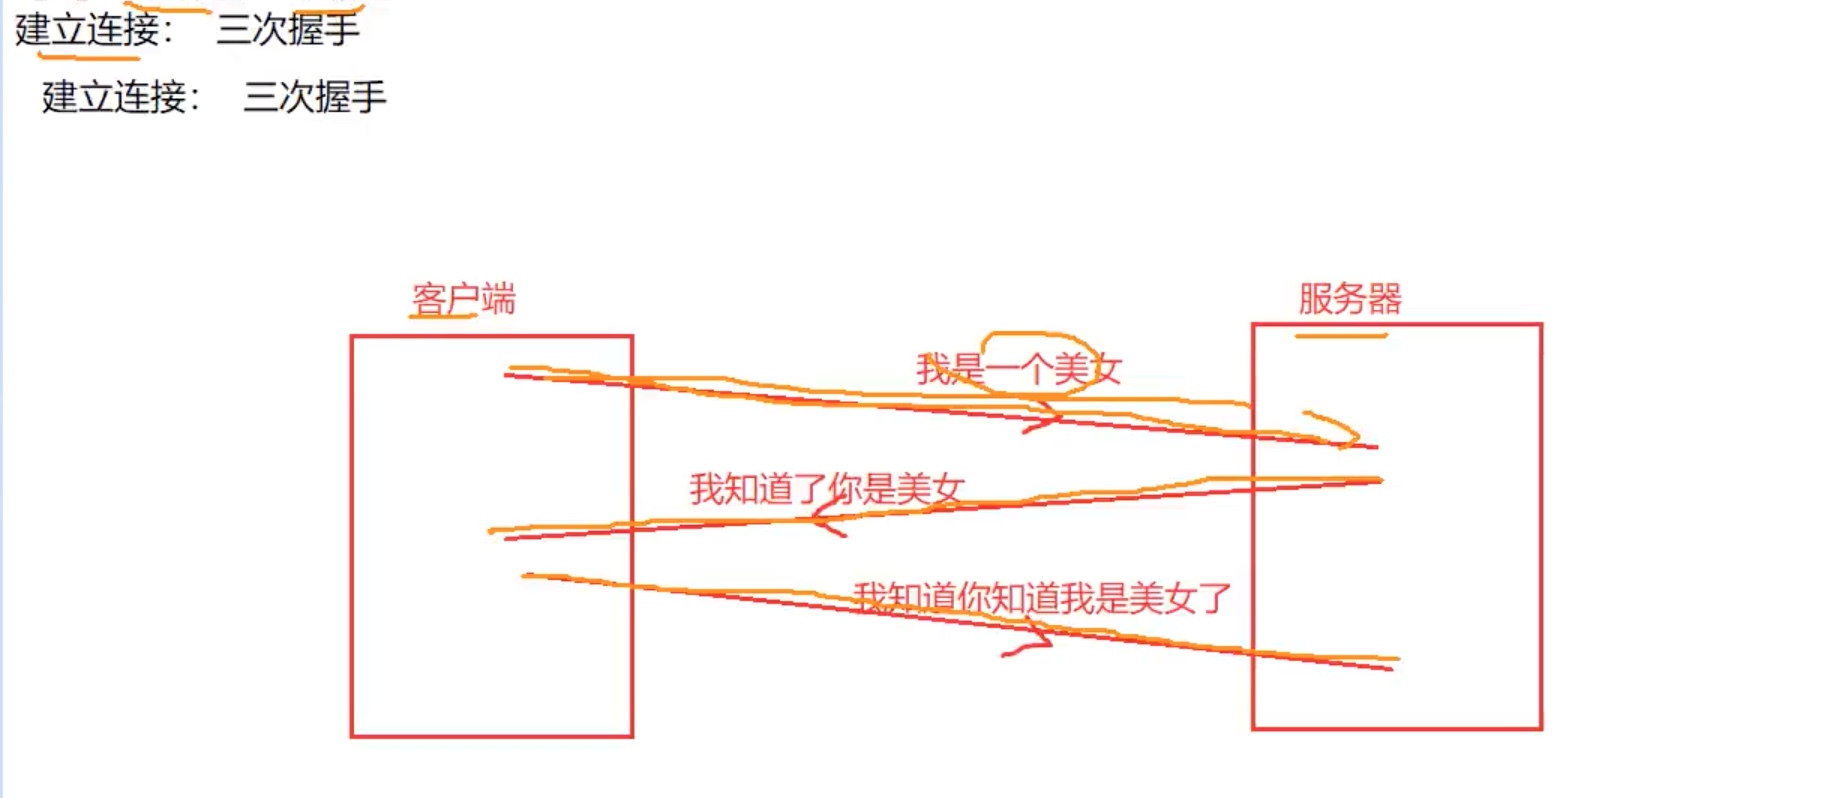 建立连接： 三次握手
建立连接： 三次握手
客户端
服务器
我是一个美女
我知道了你是美女
我知道你知道我是美女了